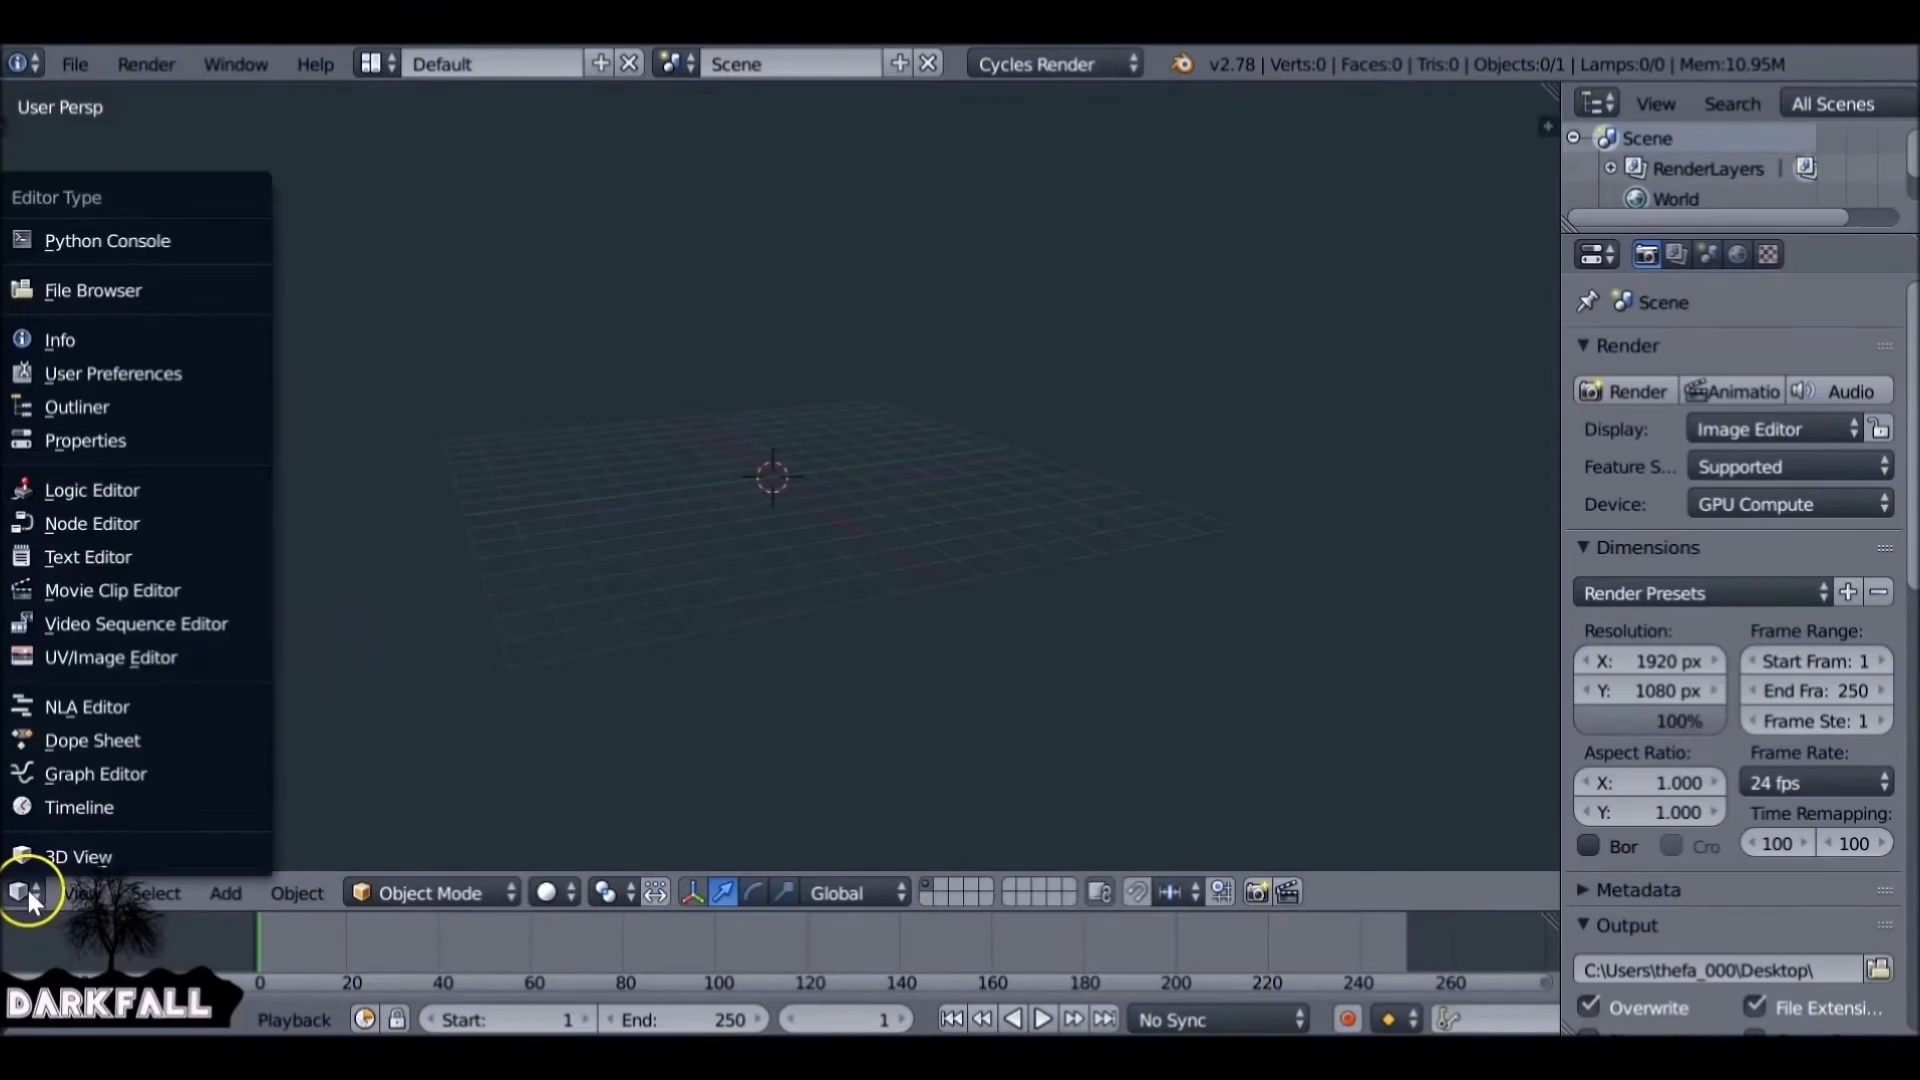 File Render Window Help Default Scene Cycles Render v2.78 | Verts:0 | Faces:0 | Tris:0 | Objects:0/1 | Lamps:0/0 | Mem:10.95M
User Persp
View Search All Scenes
Scene
RenderLayers
World
Editor Type
Python Console
File Browser
Info
User Preferences
Outliner
Properties
Logic Editor
Node Editor
Text Editor
Movie Clip Editor
Video Sequence Editor
UV/Image Editor
NLA Editor
Dope Sheet
Graph Editor
Timeline
3D View
Scene
Render
Render Animatio Audio
Display: Image Editor
Feature S... Supported
Device: GPU Compute
Dimensions
Render Presets
Resolution: Frame Range:
X: 1920 px Start Fram: 1
Y: 1080 px End Fra: 250
100% Frame Ste: 1
Aspect Ratio: Frame Rate:
X: 1.000 24 fps
Y: 1.000 Time Remapping:
Bor Cro 100 100
Metadata
Output
C:\Users\thefa_000\Desktop\
Overwrite File Extensi...
View Select Add Object Object Mode Global
0 20 40 60 80 100 120 140 160 180 200 220 240 260
DARKFALL
Playback Start: 1 End: 250 1 No Sync